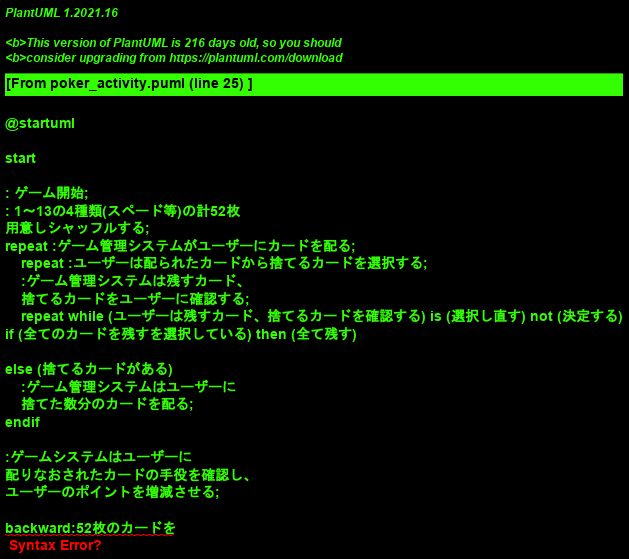 PlantUML 1.2021.16
<b>This version of PlantUML is 216 days old, so you should
<b>consider upgrading from https://plantuml.com/download
[From poker_activity.puml (line 25) ]
@startuml
start
: ゲーム開始;
: 1～13の4種類(スペード等)の計52枚
用意しシャッフルする;
repeat :ゲーム管理システムがユーザーにカードを配る;
repeat :ユーザーは配られたカードから捨てるカードを選択する;
:ゲーム管理システムは残すカード、
捨てるカードをユーザーに確認する;
repeat while (ユーザーは残すカード、捨てるカードを確認する) is (選択し直す) not (決定する)
if (全てのカードを残すを選択している) then (全て残す)
else (捨てるカードがある)
:ゲーム管理システムはユーザーに
捨てた数分のカードを配る;
endif
:ゲームシステムはユーザーに
配りなおされたカードの手役を確認し、
ユーザーのポイントを増減させる;
backward:52枚のカードを
Syntax Error?